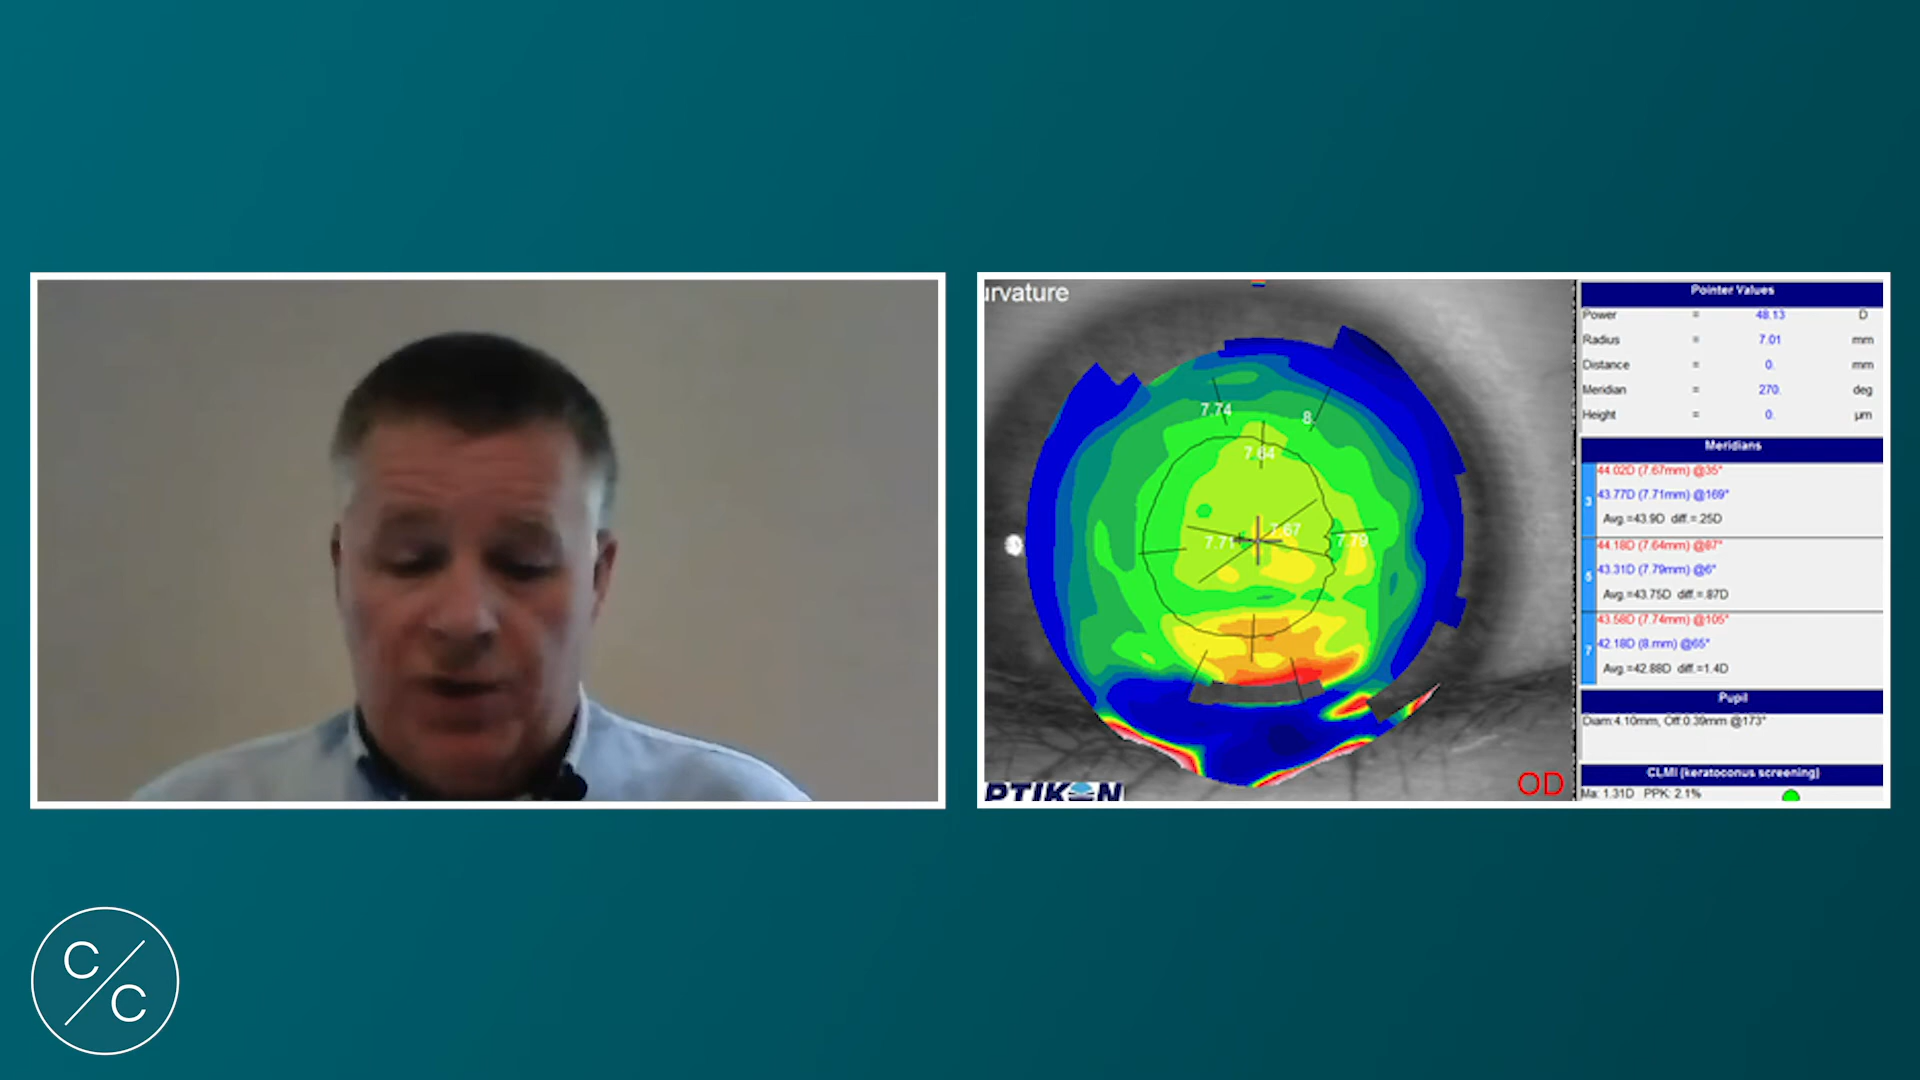 urvature
7.74
8.
7.64
7.67
7.71
7.79
PTIKON
OD
Pointer Values
Power = 48.13 D
Radius = 7.01 mm
Distance = 0. mm
Meridian = 270. deg
Height = 0. µm
Meridians
3
44.02D (7.67mm) @35°
43.77D (7.71mm) @169°
Avg.=43.9D diff.=.25D
5
44.18D (7.64mm) @87°
43.31D (7.79mm) @6°
Avg.=43.75D diff.=.87D
7
43.58D (7.74mm) @105°
42.18D (8.mm) @65°
Avg.=42.88D diff.=1.4D
Pupil
Diam:4.10mm, Off:0.39mm @173°
CLMI (keratoconus screening)
Ma: 1.31D PPK: 2.1%
C/C